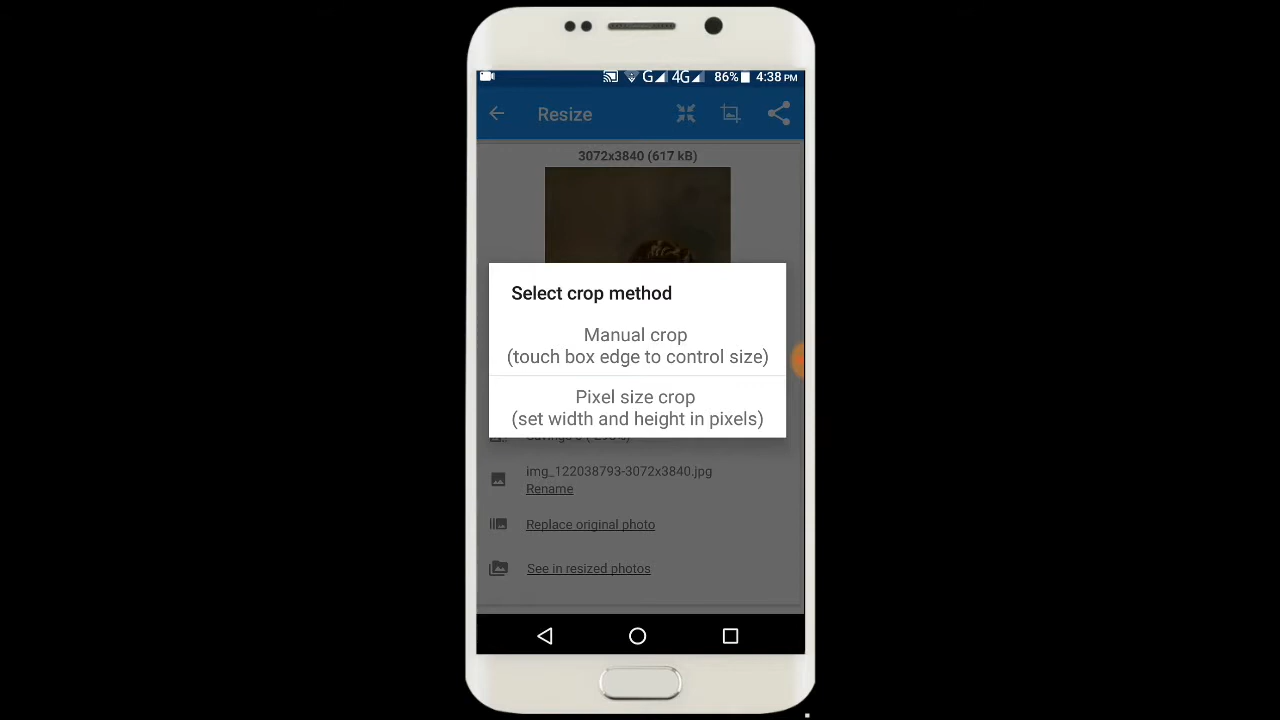 G 4G 86% 4:38 PM
Resize
3072x3840 (617 kB)
Select crop method
Manual crop
(touch box edge to control size)
Pixel size crop
(set width and height in pixels)
img_122038793-3072x3840.jpg
Rename
Replace original photo
See in resized photos